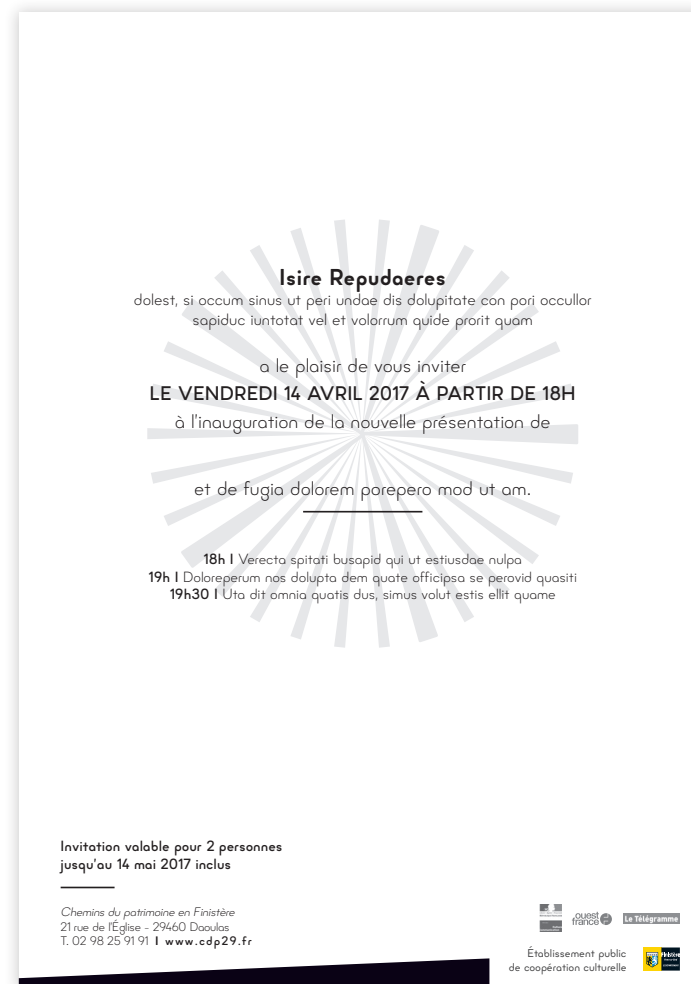 Isire Repudaeres
dolest, si occum sinus ut peri undae dis dolupitate con pori occullor
sapiduc iuntotat vel et volorrum quide prorit quam
a le plaisir de vous inviter
LE VENDREDI 14 AVRIL 2017 À PARTIR DE 18H
à l'inauguration de la nouvelle présentation de
et de fugia dolorem porepero mod ut am.
18h I Verecta spitati busapid qui ut estiusdae nulpa
19h I Doloreperum nos dolupta dem quate officipsa se perovid quasiti
19h30 I Uta dit omnia quatis dus, simus volut estis ellit quame
Invitation valable pour 2 personnes
jusqu'au 14 mai 2017 inclus
Chemins du patrimoine en Finistère
21 rue de l'Église - 29460 Daoulas
T. 02 98 25 91 91 I www.cdp29.fr
ouest
france
Le Télégramme
Établissement public
de coopération culturelle
Finistère